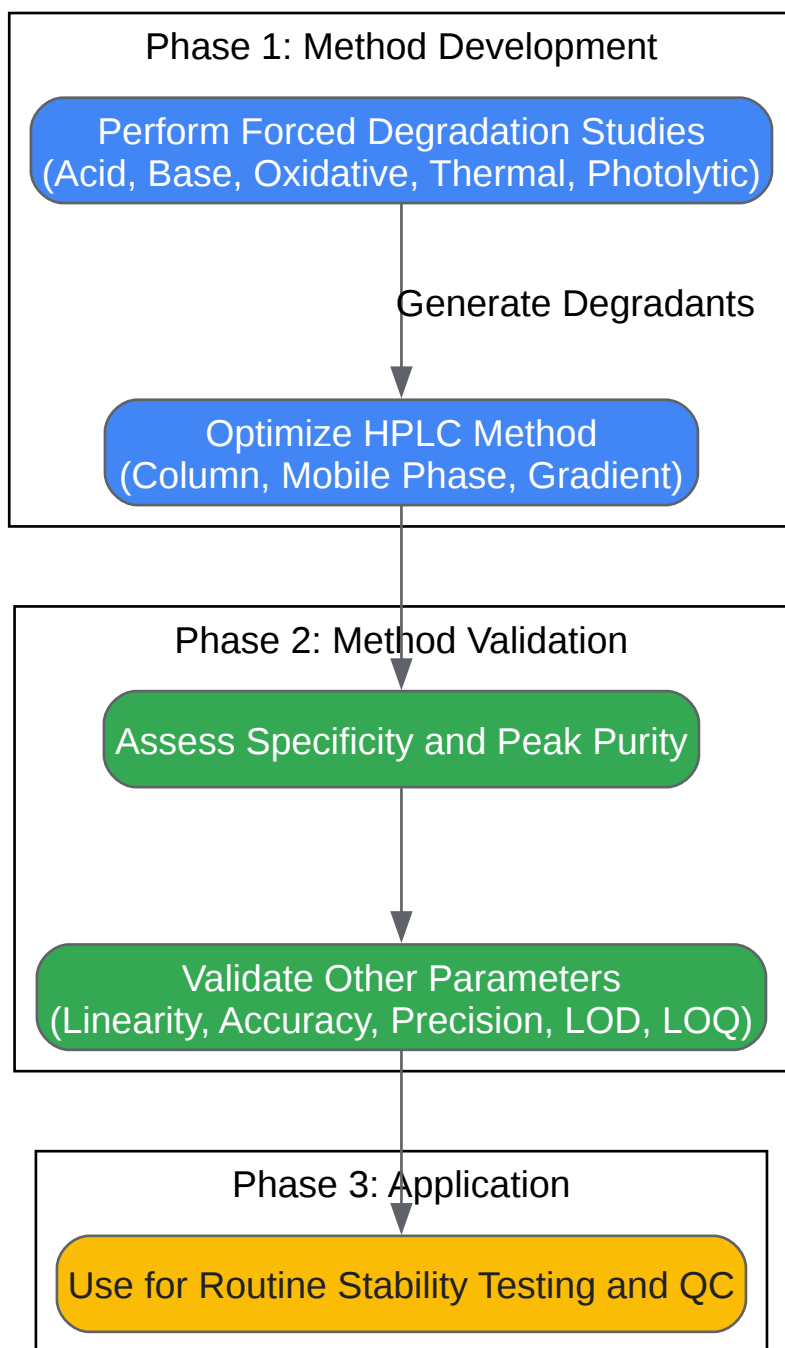 Phase 1: Method Development
Perform Forced Degradation Studies
(Acid, Base, Oxidative, Thermal, Photolytic)
Generate Degradants
Optimize HPLC Method
(Column, Mobile Phase, Gradient)
Phase 2: Method Validation
Assess Specificity and Peak Purity
Validate Other Parameters
(Linearity, Accuracy, Precision, LOD, LOQ)
Phase 3: Application
Use for Routine Stability Testing and QC